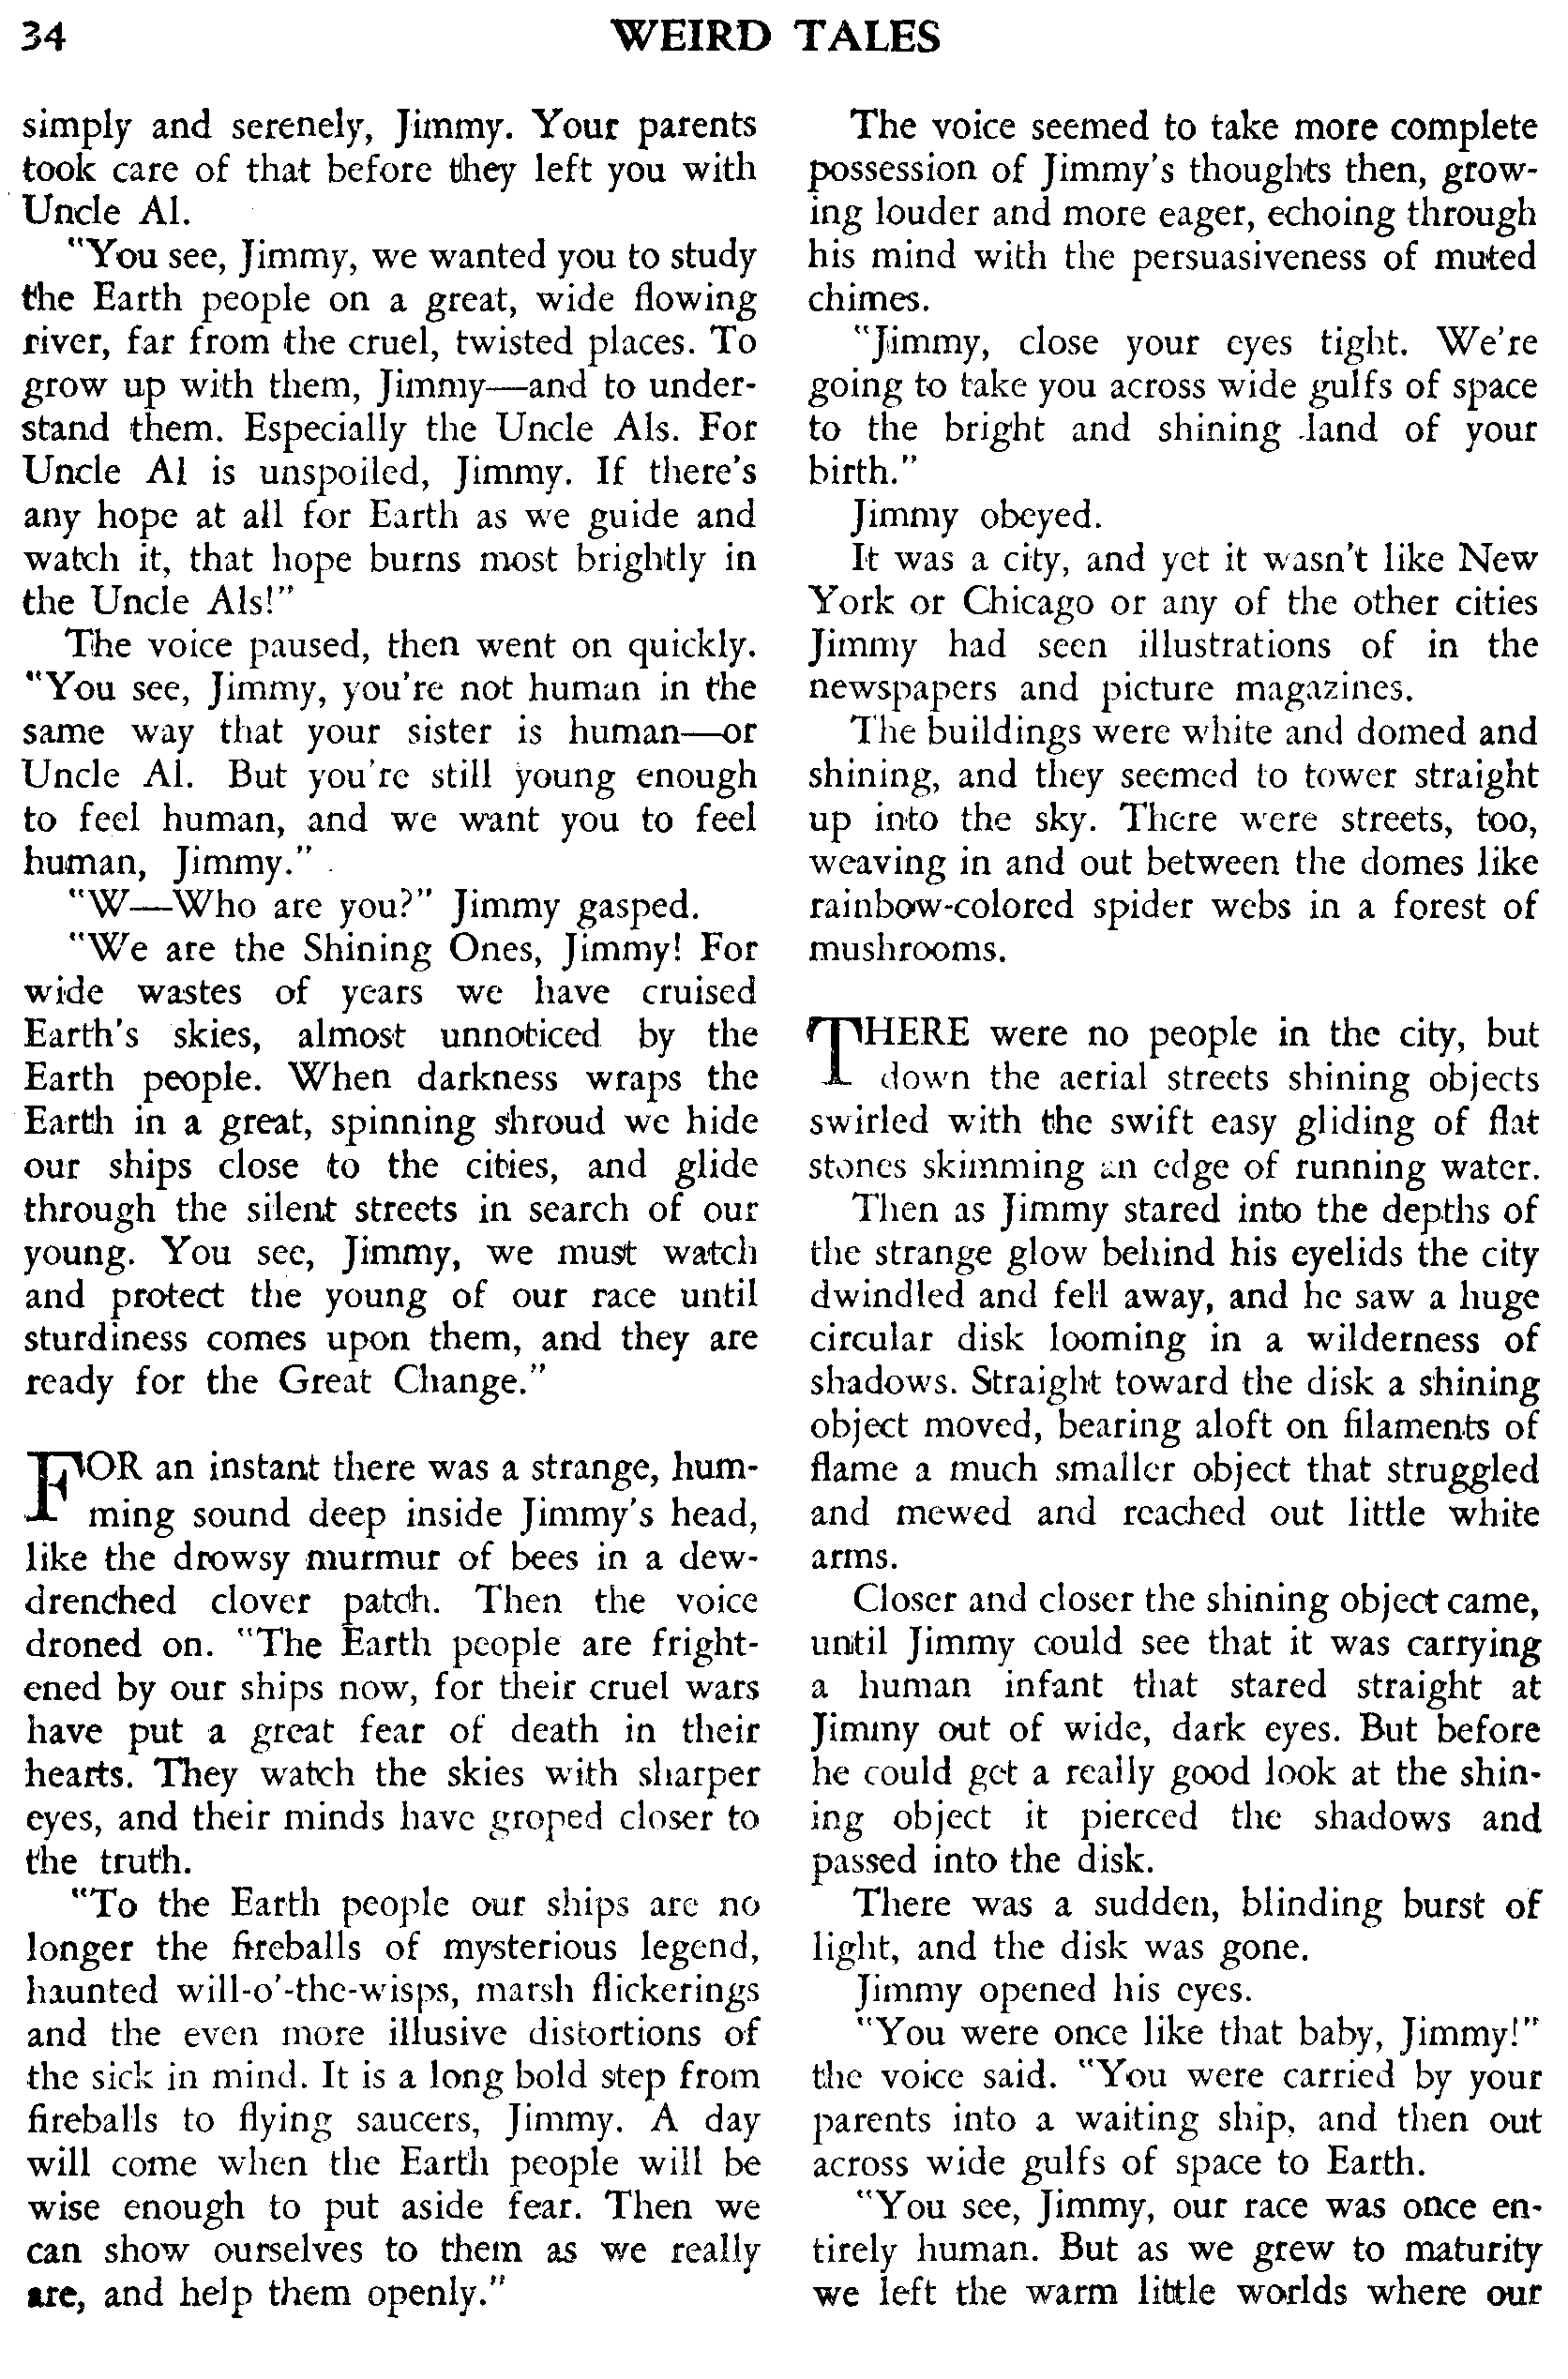 34 WEIRD TALES
simply and serenely, Jimmy. Your parents
took care of that before they left you with
Uncle Al.
"You see, Jimmy, we wanted you to study
the Earth people on a great, wide flowing
river, far from the cruel, twisted places. To
grow up with them, Jimmy—and to under-
stand them. Especially the Uncle Als. For
Uncle Al is unspoiled, Jimmy. If there's
any hope at all for Earth as we guide and
watch it, that hope burns most brightly in
the Uncle Als!"
The voice paused, then went on quickly.
"You see, Jimmy, you're not human in the
same way that your sister is human—or
Uncle Al. But you're still young enough
to feel human, and we want you to feel
human, Jimmy."
"W—Who are you?" Jimmy gasped.
"We are the Shining Ones, Jimmy! For
wide wastes of years we have cruised
Earth's skies, almost unnoticed by the
Earth people. When darkness wraps the
Earth in a great, spinning shroud we hide
our ships close to the cities, and glide
through the silent streets in search of our
young. You see, Jimmy, we must watch
and protect the young of our race until
sturdiness comes upon them, and they are
ready for the Great Change."
FOR an instant there was a strange, hum-
ming sound deep inside Jimmy's head,
like the drowsy murmur of bees in a dew-
drenched clover patch. Then the voice
droned on. "The Earth people are fright-
ened by our ships now, for their cruel wars
have put a great fear of death in their
hearts. They watch the skies with sharper
eyes, and their minds have groped closer to
the truth.
"To the Earth people our ships are no
longer the fireballs of mysterious legend,
haunted will-o'-the-wisps, marsh flickerings
and the even more illusive distortions of
the sick in mind. It is a long bold step from
fireballs to flying saucers, Jimmy. A day
will come when the Earth people will be
wise enough to put aside fear. Then we
can show ourselves to them as we really
are, and help them openly."
The voice seemed to take more complete
possession of Jimmy's thoughts then, grow-
ing louder and more eager, echoing through
his mind with the persuasiveness of muted
chimes.
"Jimmy, close your eyes tight. We're
going to take you across wide gulfs of space
to the bright and shining land of your
birth."
Jimmy obeyed.
It was a city, and yet it wasn't like New
York or Chicago or any of the other cities
Jimmy had seen illustrations of in the
newspapers and picture magazines.
The buildings were white and domed and
shining, and they seemed to tower straight
up into the sky. There were streets, too,
weaving in and out between the domes like
rainbow-colored spider webs in a forest of
mushrooms.
THERE were no people in the city, but
down the aerial streets shining objects
swirled with the swift easy gliding of flat
stones skimming an edge of running water.
Then as Jimmy stared into the depths of
the strange glow behind his eyelids the city
dwindled and fell away, and he saw a huge
circular disk looming in a wilderness of
shadows. Straight toward the disk a shining
object moved, bearing aloft on filaments of
flame a much smaller object that struggled
and mewed and reached out little white
arms.
Closer and closer the shining object came,
until Jimmy could see that it was carrying
a human infant that stared straight at
Jimmy out of wide, dark eyes. But before
he could get a really good look at the shin-
ing object it pierced the shadows and
passed into the disk.
There was a sudden, blinding burst of
light, and the disk was gone.
Jimmy opened his eyes.
"You were once like that baby, Jimmy!"
the voice said. "You were carried by your
parents into a waiting ship, and then out
across wide gulfs of space to Earth.
"You see, Jimmy, our race was once en-
tirely human. But as we grew to maturity
we left the warm little worlds where our